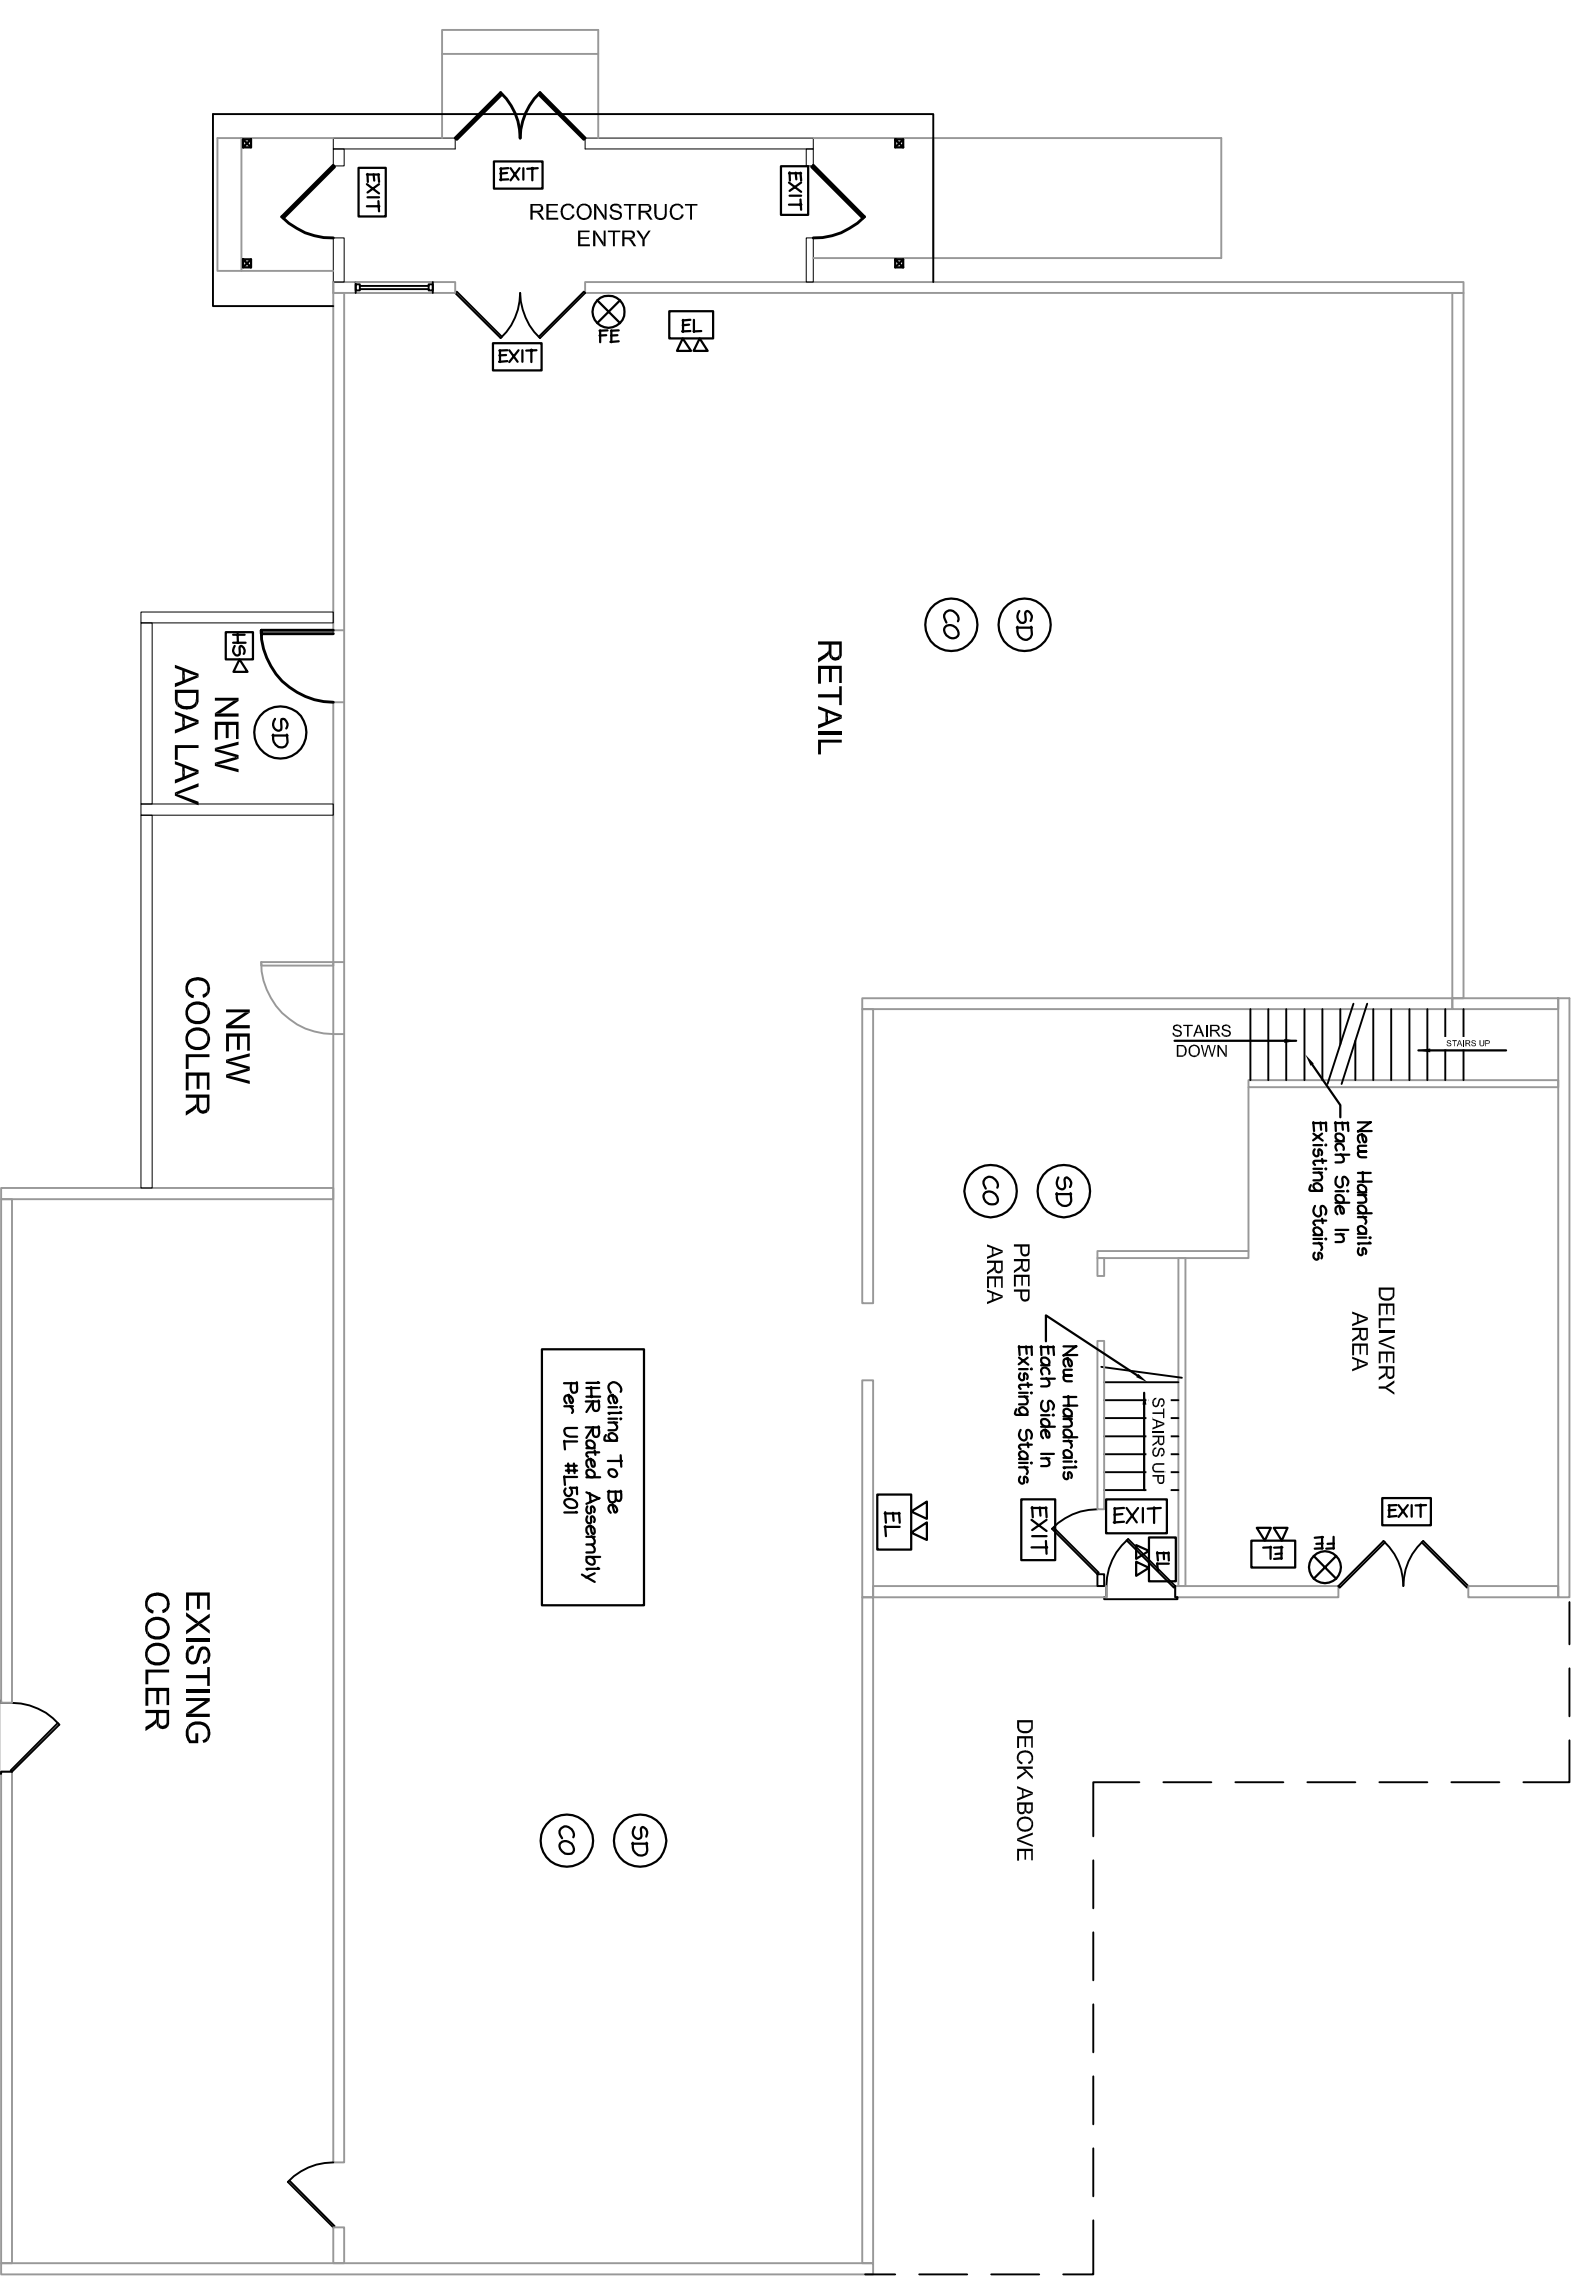 EXIT
EXIT
EXIT
RECONSTRUCT
ENTRY
FE
EL
EXIT
CO
SD
RETAIL
HS
SD
NEW
ADA LAV
NEW
COOLER
STAIRS
DOWN
STAIRS UP
New Handrails
Each Side In
Existing Stairs
CO
SD
PREP
AREA
DELIVERY
AREA
New Handrails
Each Side In
Existing Stairs
STAIRS UP
Ceiling To Be
1HR Rated Assembly
Per UL #L501
EL
EXIT
EXIT
EL
EL
FE
EXIT
EXISTING
COOLER
DECK ABOVE
CO
SD